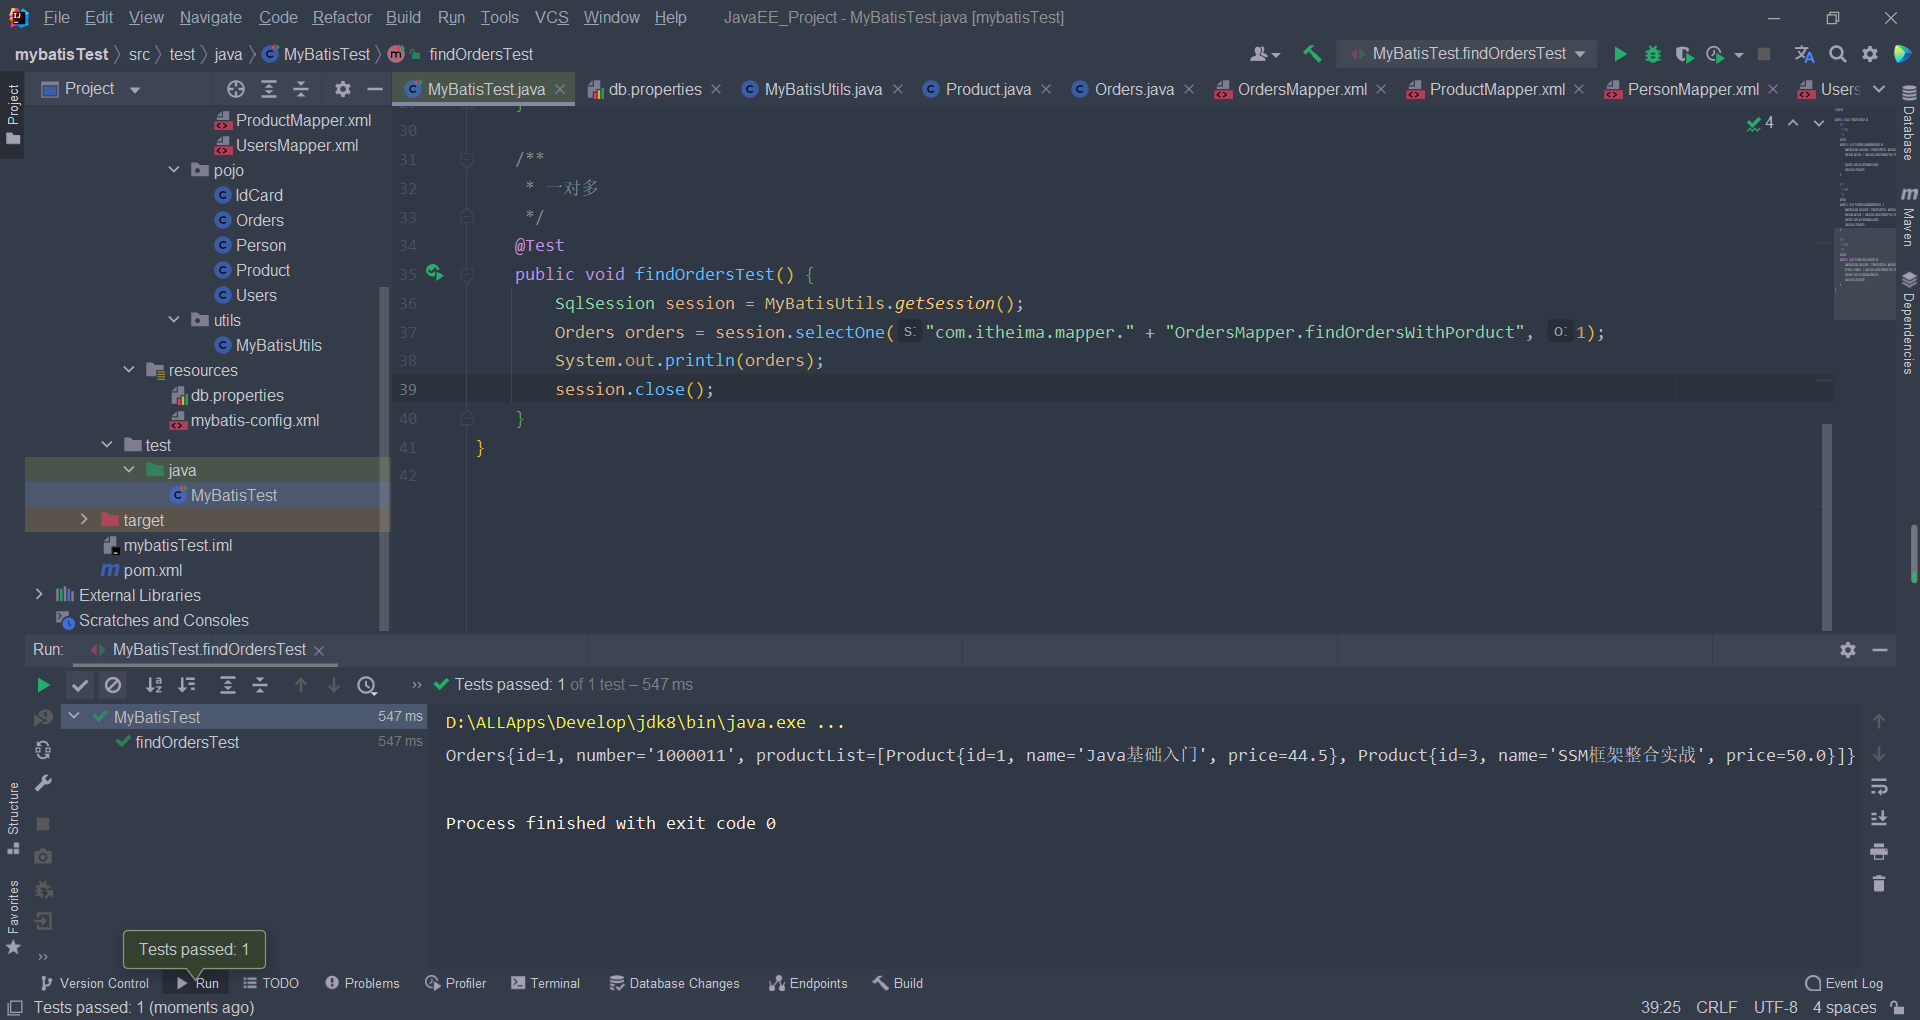 File Edit View Navigate Code Refactor Build Run Tools VCS Window Help JavaEE_Project - MyBatisTest.java [mybatisTest]
mybatisTest src test java MyBatisTest findOrdersTest MyBatisTest.findOrdersTest
Project
Project
MyBatisTest.java db.properties MyBatisUtils.java Product.java Orders.java OrdersMapper.xml ProductMapper.xml PersonMapper.xml Users
ProductMapper.xml
UsersMapper.xml
pojo
IdCard
Orders
Person
Product
Users
utils
MyBatisUtils
resources
db.properties
mybatis-config.xml
test
java
MyBatisTest
target
mybatisTest.iml
pom.xml
External Libraries
Scratches and Consoles
4
30
31 /**
32 * 一对多
33 */
34 @Test
35 public void findOrdersTest() {
36 SqlSession session = MyBatisUtils.getSession();
37 Orders orders = session.selectOne( s: "com.itheima.mapper." + "OrdersMapper.findOrdersWithPorduct", o: 1);
38 System.out.println(orders);
39 session.close();
40 }
41 }
42
Database
Maven
Dependencies
Run: MyBatisTest.findOrdersTest
Tests passed: 1 of 1 test – 547 ms
MyBatisTest 547 ms
findOrdersTest 547 ms
D:\ALLApps\Develop\jdk8\bin\java.exe ...
Orders{id=1, number='1000011', productList=[Product{id=1, name='Java基础入门', price=44.5}, Product{id=3, name='SSM框架整合实战', price=50.0}]}
Process finished with exit code 0
Structure
Favorites
Tests passed: 1
Version Control Run TODO Problems Profiler Terminal Database Changes Endpoints Build Event Log
Tests passed: 1 (moments ago) 39:25 CRLF UTF-8 4 spaces